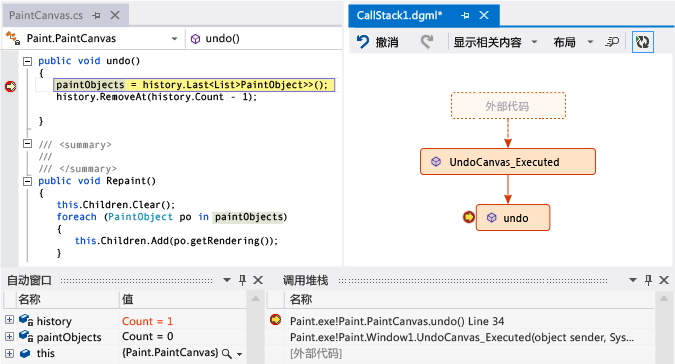 PaintCanvas.cs
Paint.PaintCanvas
undo()
public void undo()
{
paintObjects = history.Last<List>PaintObject>>();
history.RemoveAt(history.Count - 1);
}
/// <summary>
///
/// </summary>
public void Repaint()
{
this.Children.Clear();
foreach (PaintObject po in paintObjects)
{
this.Children.Add(po.getRendering());
}
CallStack1.dgml*
撤消
显示相关内容
布局
外部代码
UndoCanvas_Executed
undo
自动窗口
名称 值
history Count = 1
paintObjects Count = 0
this {Paint.PaintCanvas}
调用堆栈
名称
Paint.exe!Paint.PaintCanvas.undo() Line 34
Paint.exe!Paint.Window1.UndoCanvas_Executed(object sender, Sys...
[外部代码]